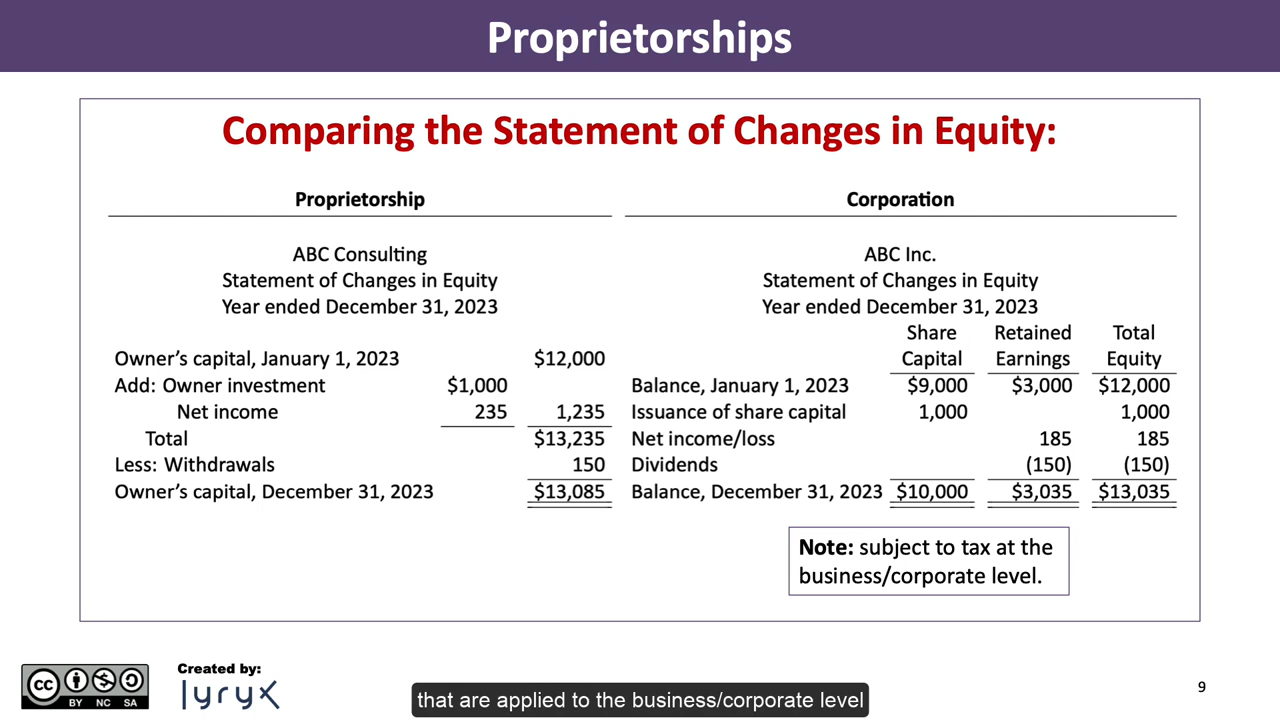 Proprietorships
Comparing the Statement of Changes in Equity:
Proprietorship
ABC Consulting
Statement of Changes in Equity
Year ended December 31, 2023
Owner's capital, January 1, 2023 $12,000
Add: Owner investment $1,000
Net income 235 1,235
Total $13,235
Less: Withdrawals 150
Owner's capital, December 31, 2023 $13,085
Corporation
ABC Inc.
Statement of Changes in Equity
Year ended December 31, 2023
Share Retained Total
Capital Earnings Equity
Balance, January 1, 2023 $9,000 $3,000 $12,000
Issuance of share capital 1,000 1,000
Net income/loss 185 185
Dividends (150) (150)
Balance, December 31, 2023 $10,000 $3,035 $13,035
Note: subject to tax at the
business/corporate level.
cc BY NC SA
Created by:
lyryx
that are applied to the business/corporate level
9